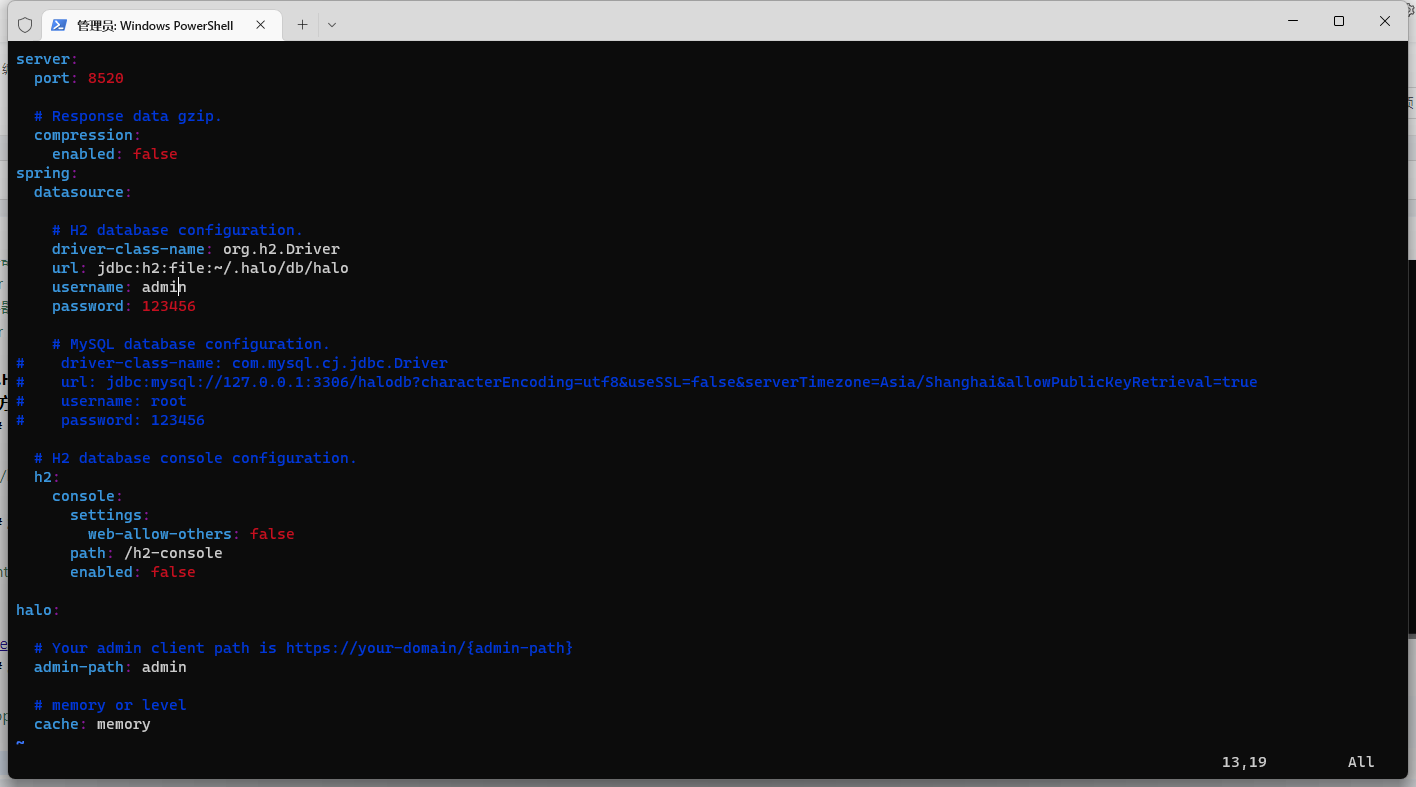 管理员: Windows PowerShell
server:
  port: 8520

  # Response data gzip.
  compression:
    enabled: false
spring:
  datasource:

    # H2 database configuration.
    driver-class-name: org.h2.Driver
    url: jdbc:h2:file:~/.halo/db/halo
    username: admin
    password: 123456

    # MySQL database configuration.
#    driver-class-name: com.mysql.cj.jdbc.Driver
#    url: jdbc:mysql://127.0.0.1:3306/halodb?characterEncoding=utf8&useSSL=false&serverTimezone=Asia/Shanghai&allowPublicKeyRetrieval=true
#    username: root
#    password: 123456

  # H2 database console configuration.
  h2:
    console:
      settings:
        web-allow-others: false
      path: /h2-console
      enabled: false

halo:

  # Your admin client path is https://your-domain/{admin-path}
  admin-path: admin

  # memory or level
  cache: memory
~
13,19 All